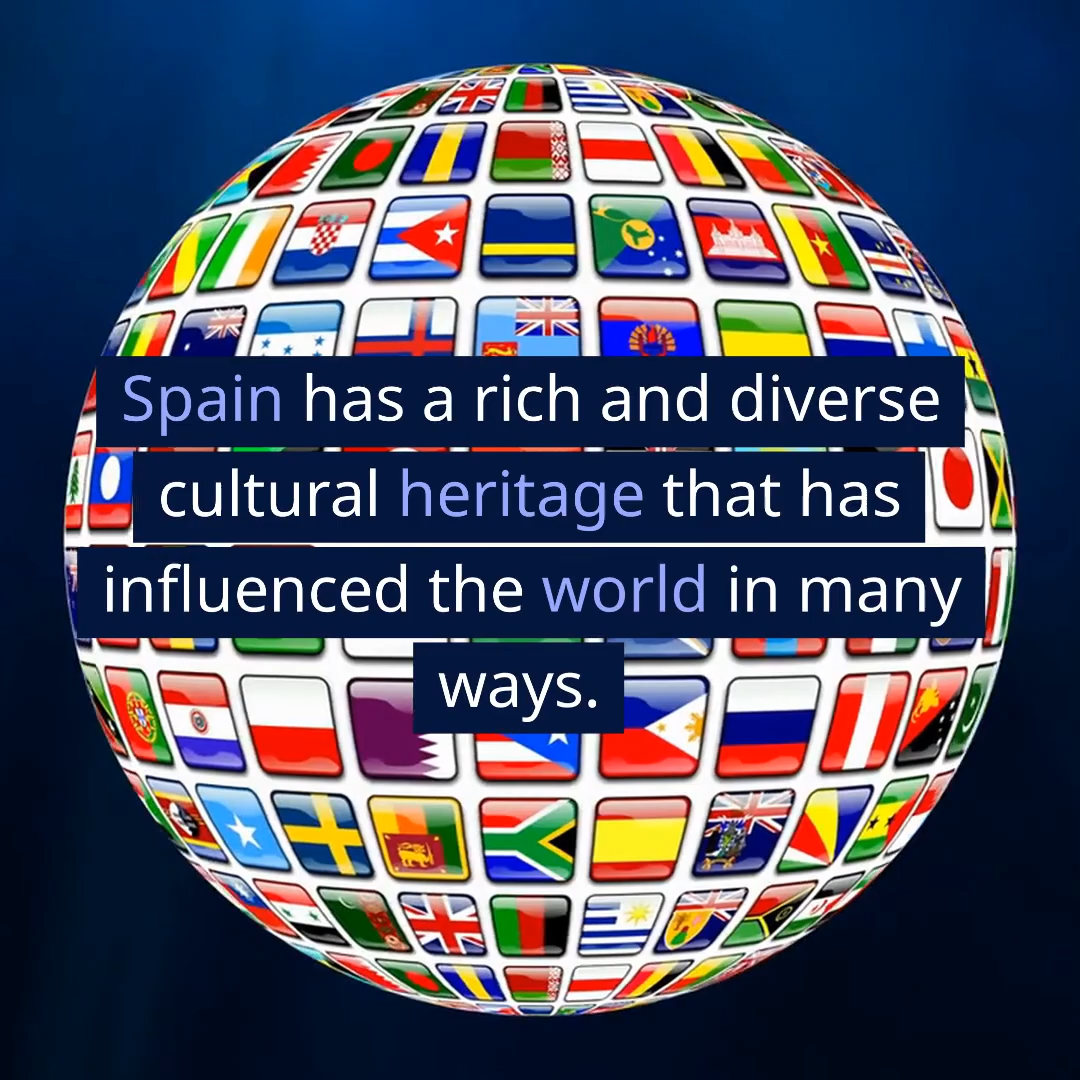 Spain has a rich and diverse
cultural heritage that has
influenced the world in many
ways.